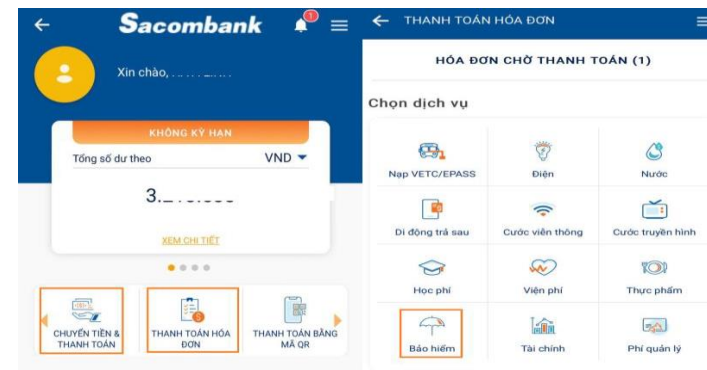 Sacombank
1
Xin chào,
KHÔNG KỲ HẠN
Tổng số dư theo
VND
3.
XEM CHI TIẾT
CHUYỂN TIỀN &
THANH TOÁN
THANH TOÁN HÓA
ĐƠN
THANH TOÁN BẰNG
MÃ QR
THANH TOÁN HÓA ĐƠN
HÓA ĐƠN CHỜ THANH TOÁN (1)
Chọn dịch vụ
Nạp VETC/EPASS
Điện
Nước
Di động trả sau
Cước viễn thông
Cước truyền hình
Học phí
Viện phí
Thực phẩm
Bảo hiểm
Tài chính
Phí quản lý